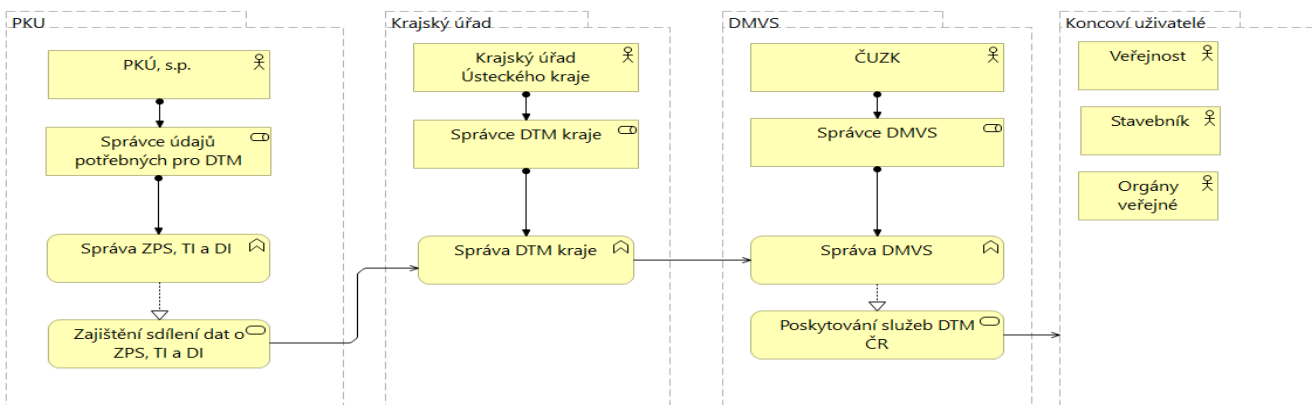 PKU
PKÚ, s.p.
Správce údajů
potřebných pro DTM
Správa ZPS, TI a DI
Zajištění sdílení dat o
ZPS, TI a DI
Krajský úřad
Krajský úřad
Ústeckého kraje
Správce DTM kraje
Správa DTM kraje
DMVS
ČUZK
Správce DMVS
Správa DMVS
Poskytování služeb DTM
ČR
Koncoví uživatelé
Veřejnost
Stavebník
Orgány
veřejné